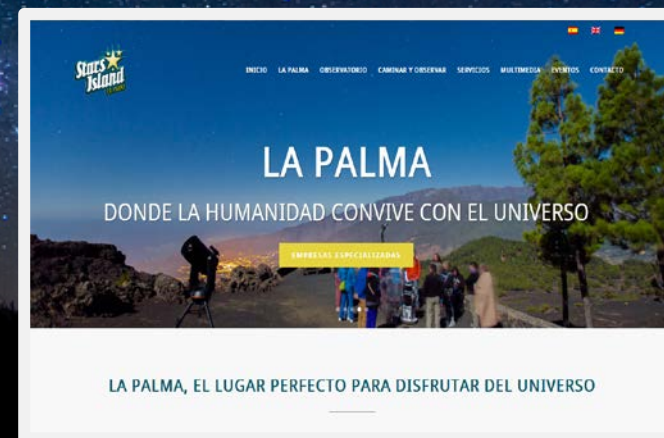 Stars
Island
INICIO LA PALMA OBSERVATORIO CAMINAR Y OBSERVAR SERVICIOS MULTIMEDIA EVENTOS CONTACTO
LA PALMA
DONDE LA HUMANIDAD CONVIVE CON EL UNIVERSO
EMPRESAS ESPECIALIZADAS
LA PALMA, EL LUGAR PERFECTO PARA DISFRUTAR DEL UNIVERSO